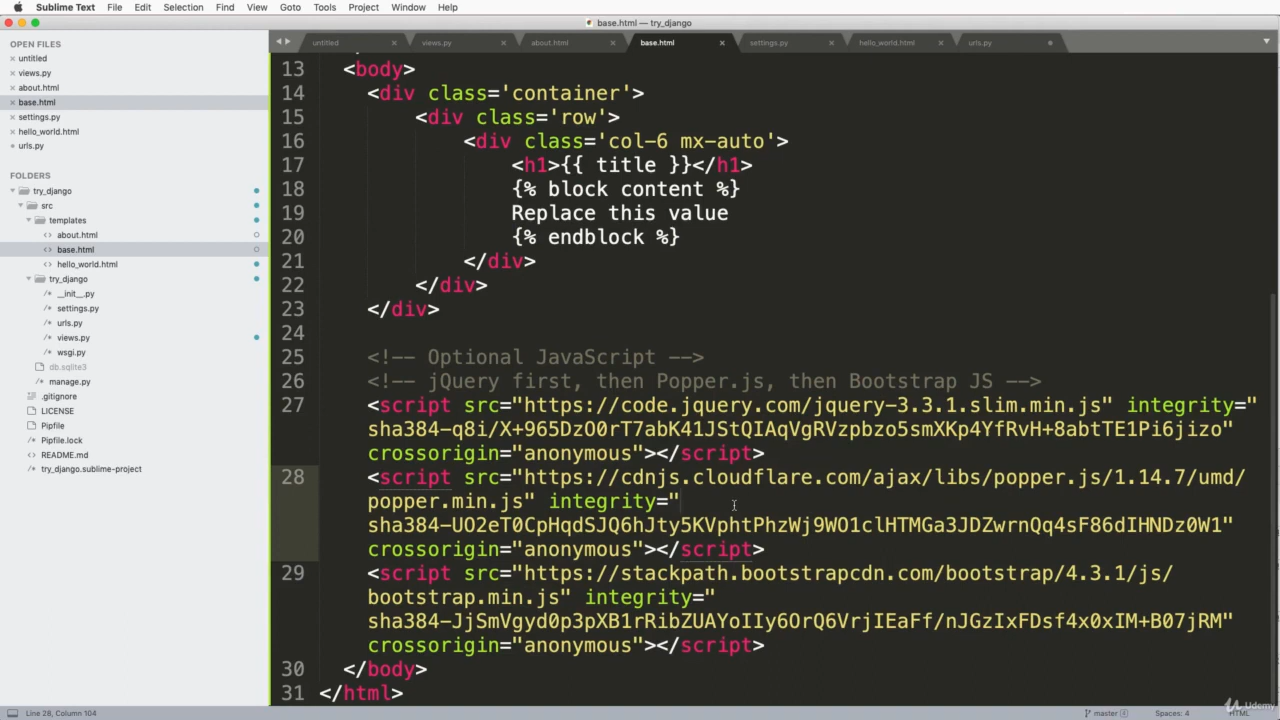 Sublime Text File Edit Selection Find View Goto Tools Project Window Help
base.html — try_django
OPEN FILES
untitled
views.py
about.html
base.html
settings.py
hello_world.html
urls.py
FOLDERS
try_django
src
templates
about.html
base.html
hello_world.html
try_django
__init__.py
settings.py
urls.py
views.py
wsgi.py
db.sqlite3
manage.py
.gitignore
LICENSE
Pipfile
Pipfile.lock
README.md
try_django.sublime-project
untitled views.py about.html base.html settings.py hello_world.html urls.py
13 <body>
14 <div class='container'>
15 <div class='row'>
16 <div class='col-6 mx-auto'>
17 <h1>{{ title }}</h1>
18 {% block content %}
19 Replace this value
20 {% endblock %}
21 </div>
22 </div>
23 </div>
24
25 <!-- Optional JavaScript -->
26 <!-- jQuery first, then Popper.js, then Bootstrap JS -->
27 <script src="https://code.jquery.com/jquery-3.3.1.slim.min.js" integrity="
sha384-q8i/X+965DzO0rT7abK41JStQIAqVgRVzpbzo5smXKp4YfRvH+8abtTE1Pi6jizo"
crossorigin="anonymous"></script>
28 <script src="https://cdnjs.cloudflare.com/ajax/libs/popper.js/1.14.7/umd/
popper.min.js" integrity="
sha384-UO2eT0CpHqdSJQ6hJty5KVphtPhzWj9WO1clHTMGa3JDZwrnQq4sF86dIHNDz0W1"
crossorigin="anonymous"></script>
29 <script src="https://stackpath.bootstrapcdn.com/bootstrap/4.3.1/js/
bootstrap.min.js" integrity="
sha384-JjSmVgyd0p3pXB1rRibZUAYoIIy6OrQ6VrjIEaFf/nJGzIxFDsf4x0xIM+B07jRM"
crossorigin="anonymous"></script>
30 </body>
31 </html>
Line 28, Column 104 master Spaces: 4 HTML
Udemy